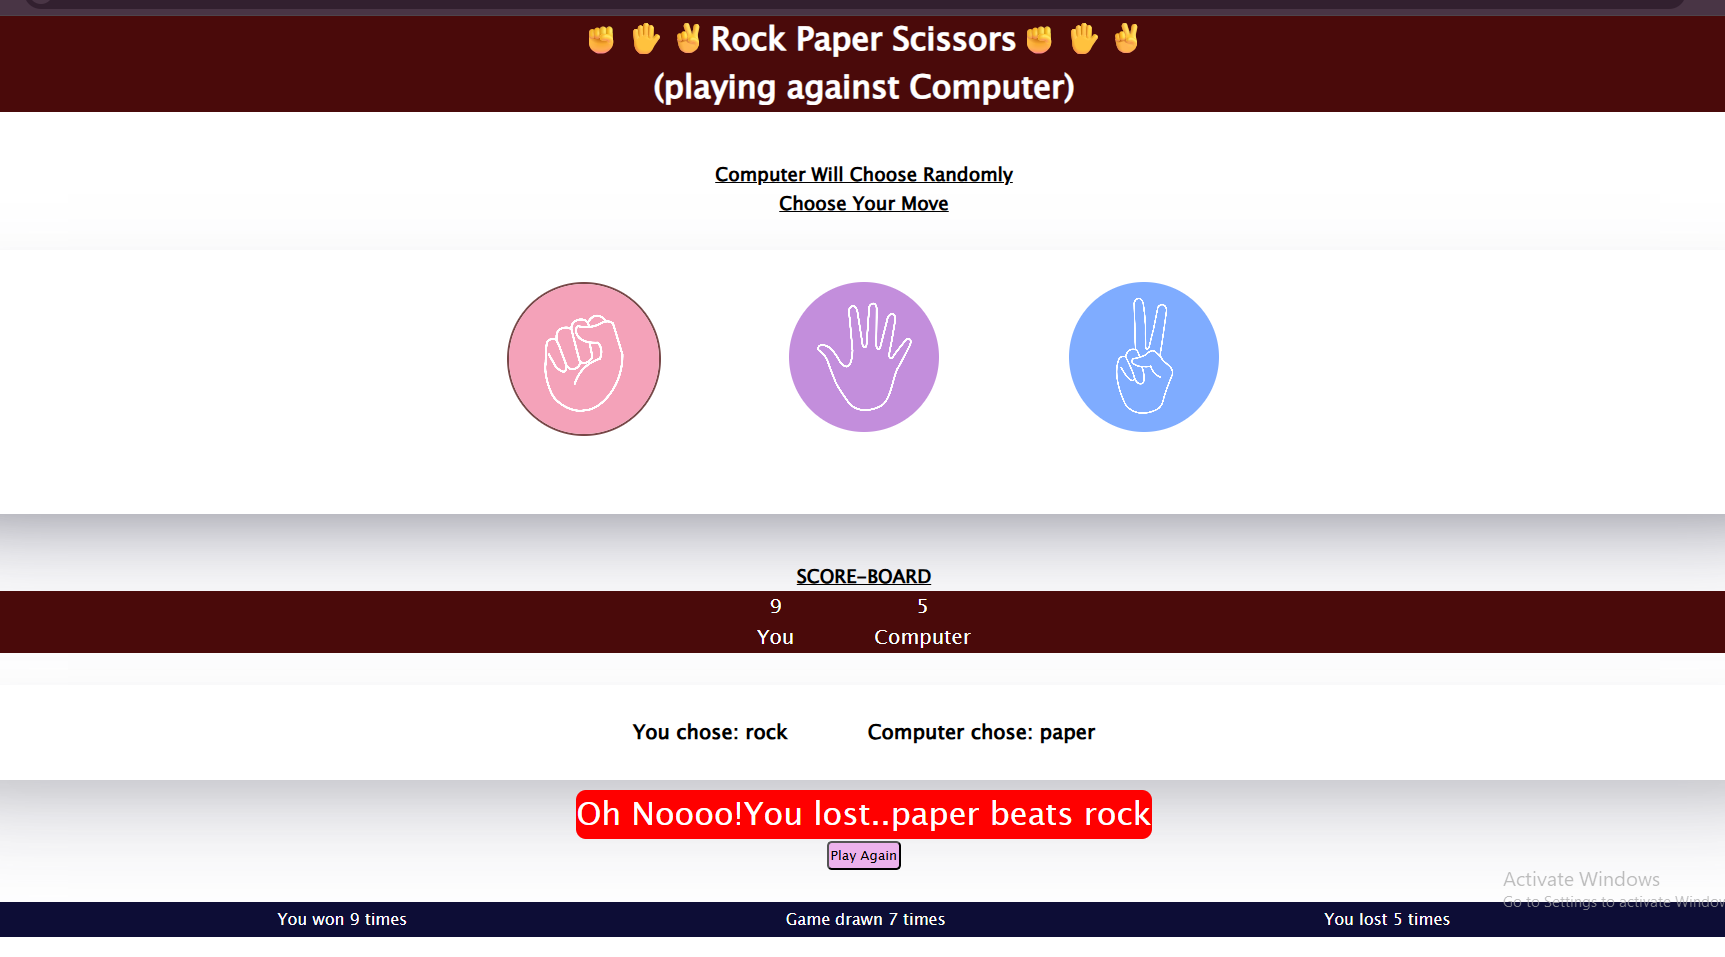 ✊ ✋ ✌ Rock Paper Scissors ✊ ✋ ✌
(playing against Computer)
Computer Will Choose Randomly
Choose Your Move
SCORE-BOARD
9 5
You Computer
You chose: rock Computer chose: paper
Oh Noooo!You lost..paper beats rock
Play Again
Activate Windows
Go to Settings to activate Window
You won 9 times Game drawn 7 times You lost 5 times